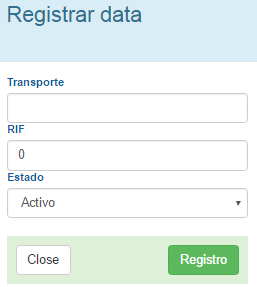 Registrar data
Transporte
RIF
0
Estado
Activo
Close Registro